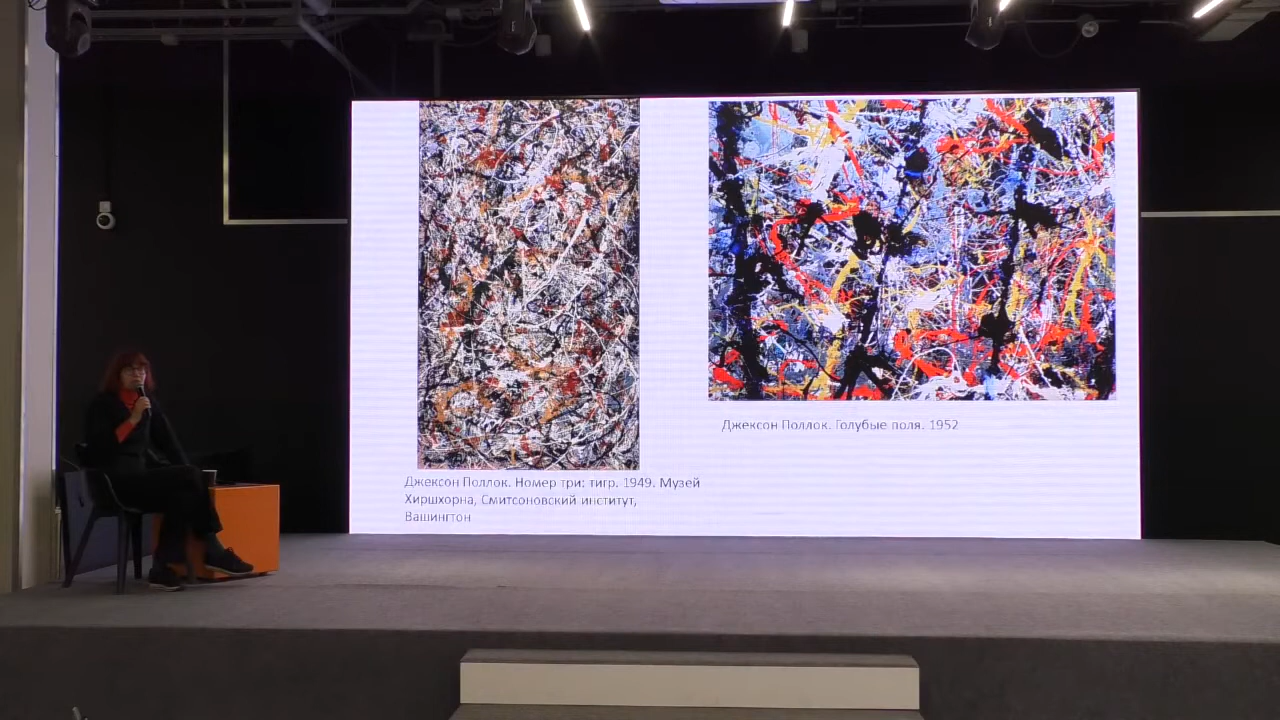 Джексон Поллок. Номер три: тигр. 1949. Музей
Хиршхорна, Смитсоновский институт,
Вашингтон
Джексон Поллок. Голубые поля. 1952